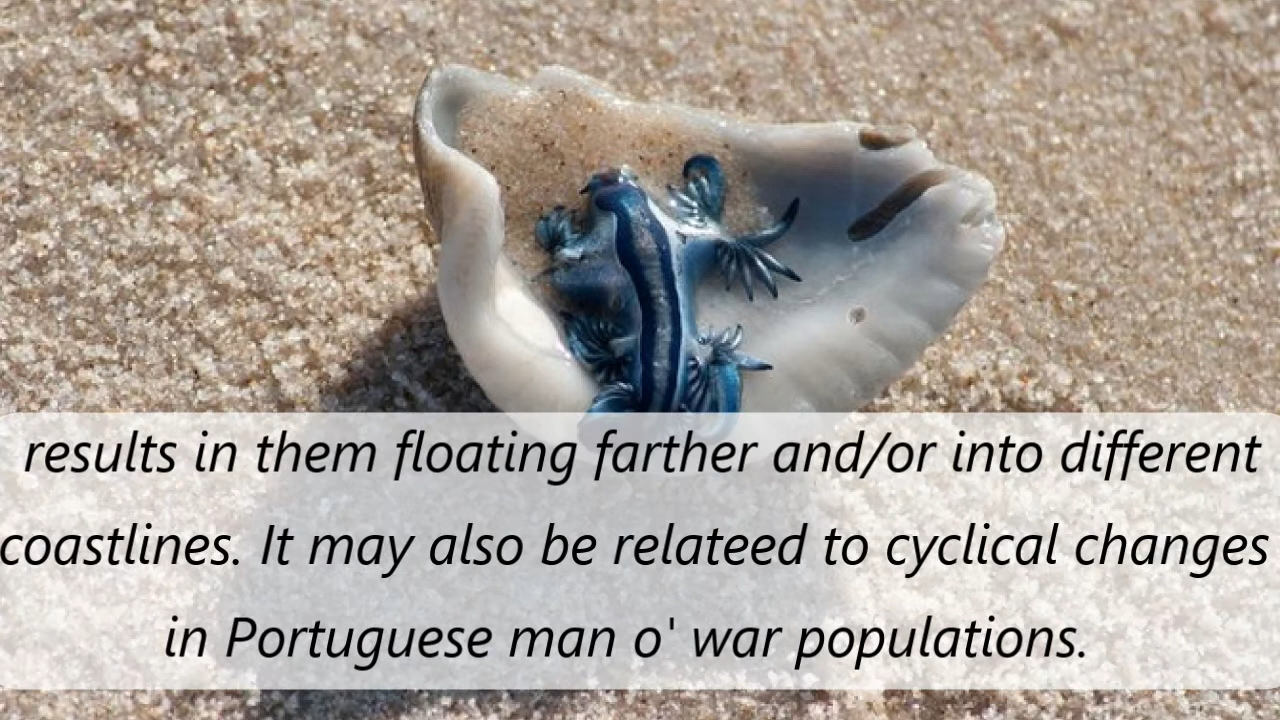 results in them floating farther and/or into different
coastlines. It may also be relateed to cyclical changes
in Portuguese man o' war populations.